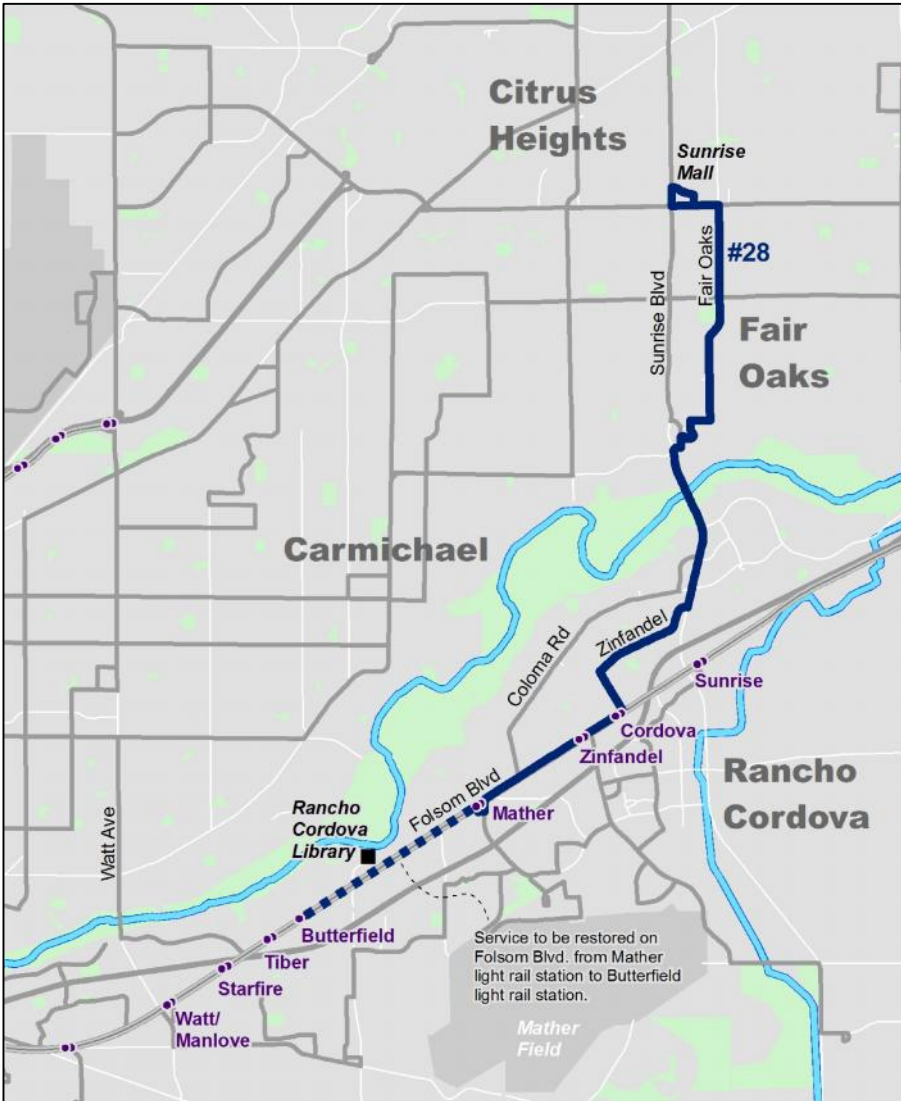 Citrus
Heights
Sunrise
Mall
#28
Fair Oaks
Sunrise Blvd
Fair
Oaks
Carmichael
Zinfandel
Coloma Rd
Sunrise
Cordova
Zinfandel
Rancho
Cordova
Folsom Blvd
Mather
Rancho
Cordova
Library
Watt Ave
Butterfield
Tiber
Starfire
Watt/
Manlove
Service to be restored on
Folsom Blvd. from Mather
light rail station to Butterfield
light rail station.
Mather
Field